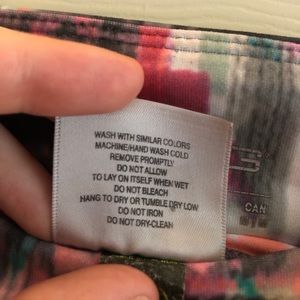 WASH WITH SIMILAR COLORS
MACHINE/HAND WASH COLD
REMOVE PROMPTLY
DO NOT ALLOW
TO LAY ON ITSELF WHEN WET
DO NOT BLEACH
HANG TO DRY OR TUMBLE DRY LOW
DO NOT IRON
DO NOT DRY-CLEAN
CAN